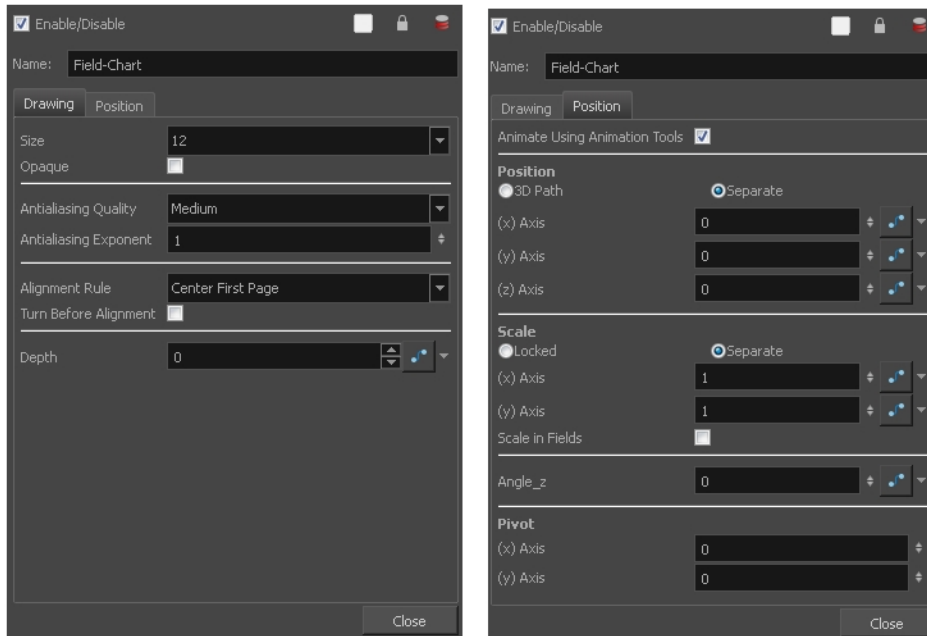 Enable/Disable
Name: Field-Chart
Drawing Position
Size 12
Opaque
Antialiasing Quality Medium
Antialiasing Exponent 1
Alignment Rule Center First Page
Turn Before Alignment
Depth 0
Close
Enable/Disable
Name: Field-Chart
Drawing Position
Animate Using Animation Tools
Position
3D Path Separate
(x) Axis 0
(y) Axis 0
(z) Axis 0
Scale
Locked Separate
(x) Axis 1
(y) Axis 1
Scale in Fields
Angle_z 0
Pivot
(x) Axis 0
(y) Axis 0
Close